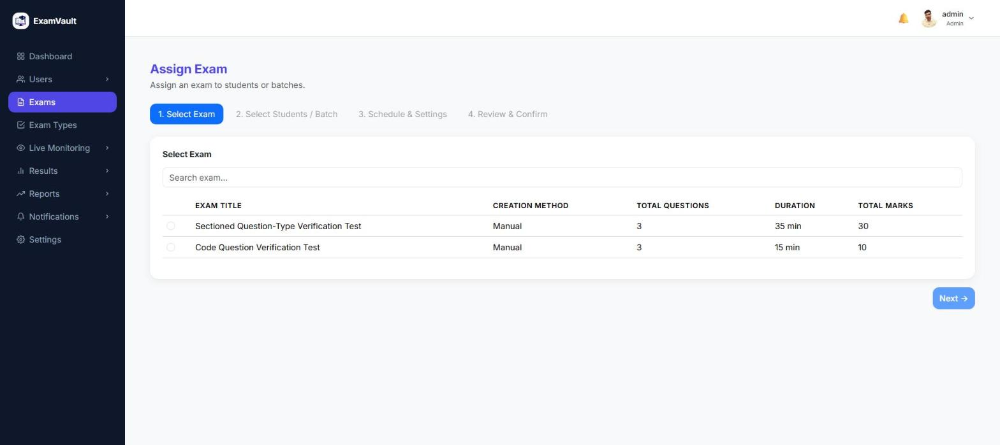 ExamVault
admin
Admin
Dashboard
Users
Exams
Exam Types
Live Monitoring
Results
Reports
Notifications
Settings
Assign Exam
Assign an exam to students or batches.
1. Select Exam 2. Select Students / Batch 3. Schedule & Settings 4. Review & Confirm
Select Exam
Search exam...
EXAM TITLE CREATION METHOD TOTAL QUESTIONS DURATION TOTAL MARKS
Sectioned Question-Type Verification Test Manual 3 35 min 30
Code Question Verification Test Manual 3 15 min 10
Next →